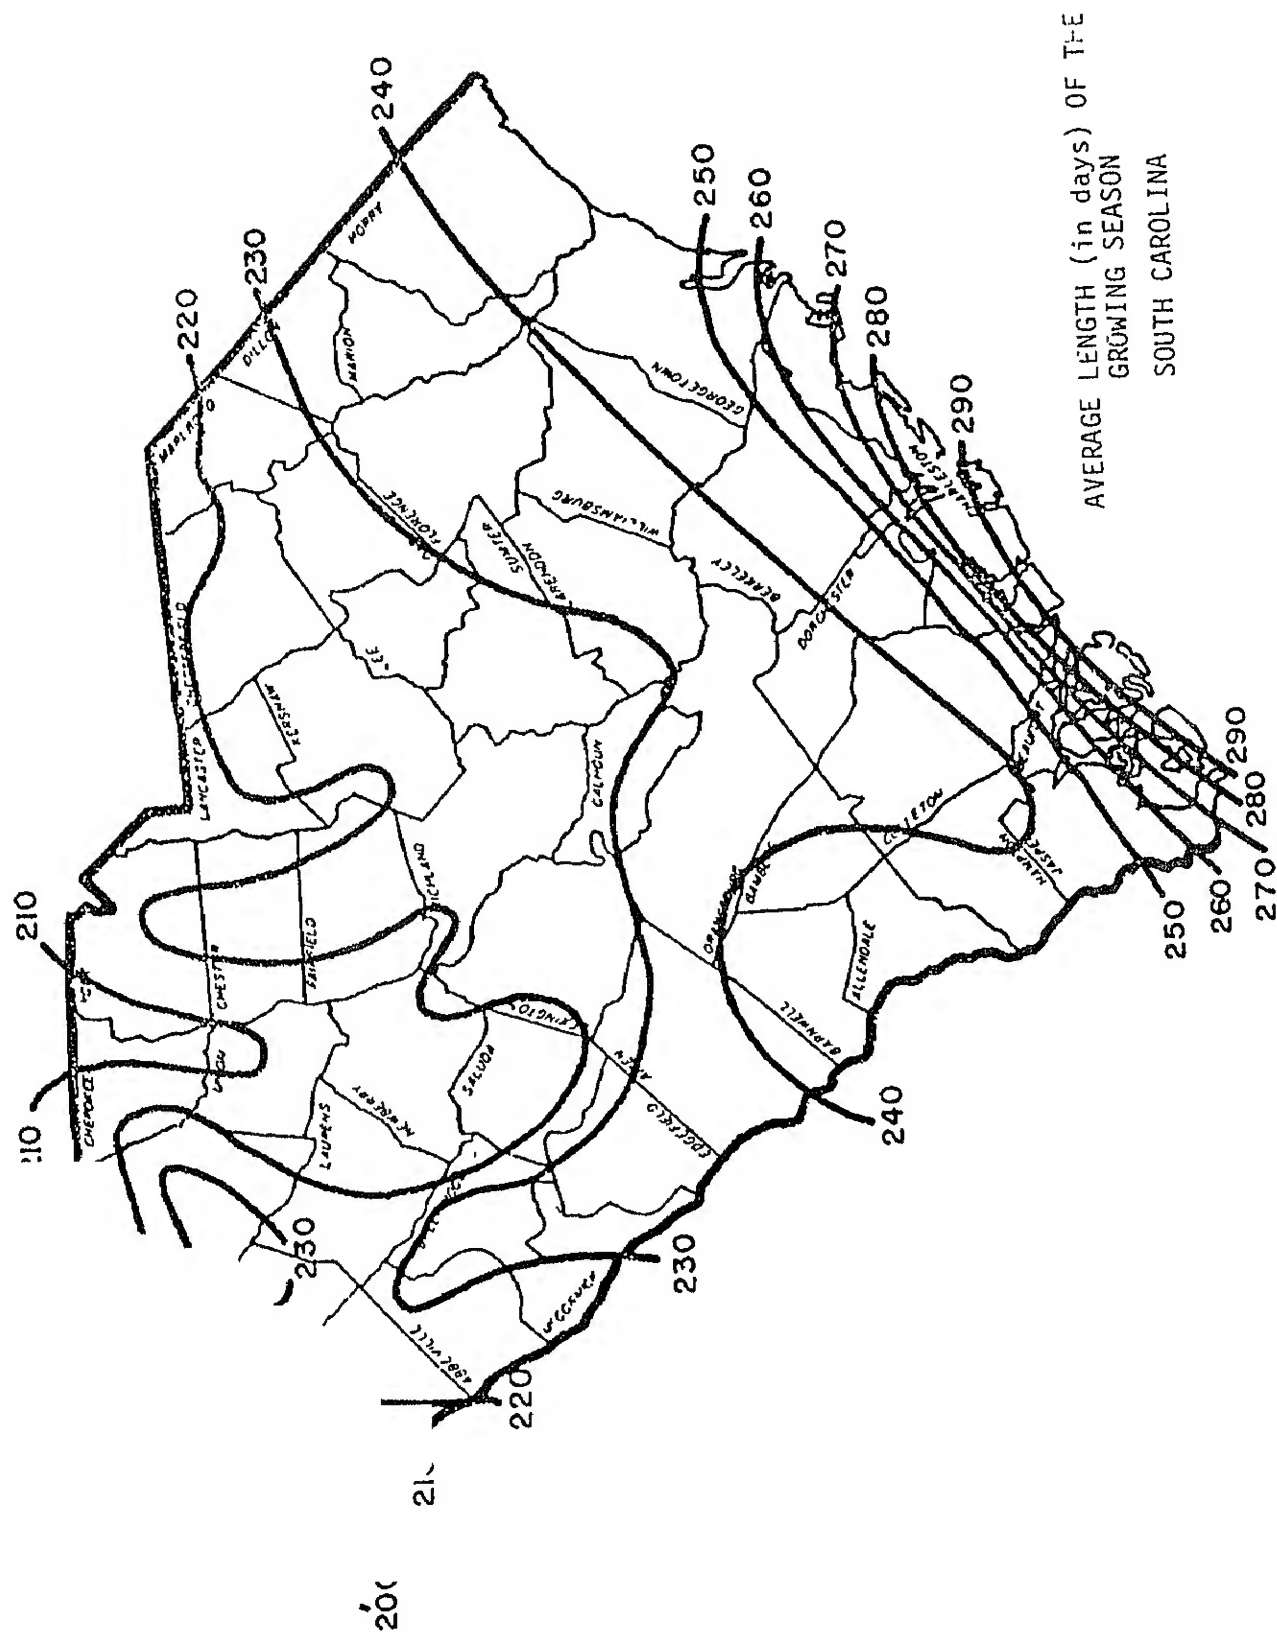 AVERAGE LENGTH (in days) OF THE
GROWING SEASON
SOUTH CAROLINA
210
210
220
230
240
250
260
270
280
290
230
220
230
240
250
260
270
280
290
CHEROKEE
UNION
CHESTER
LANCASTER
FAIRFIELD
KERSHAW
RICHLAND
LEE
DILLON
MARION
HORRY
FLORENCE
SUMTER
CLARENDON
WILLIAMSBURG
GEORGETOWN
BERKELEY
DORCHESTER
CHARLESTON
CALHOUN
ORANGEBURG
BAMBERG
COLLETON
HAMPTON
JASPER
BEAUFORT
ALLENDALE
BARNWELL
AIKEN
EDGEFIELD
LEXINGTON
SALUDA
NEWBERRY
LAURENS
ABBEVILLE